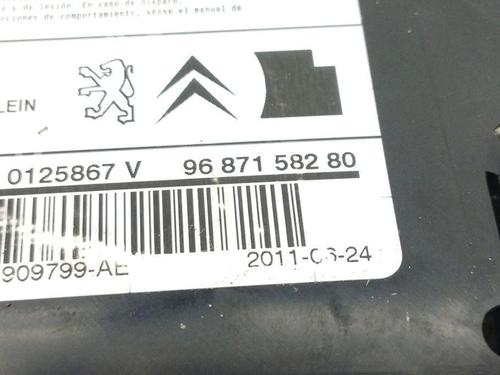 e s de lesión. En caso de disparo,
cciones de comportamiento, véase el manual de
LEIN
0125867 V 96 871 582 80
909799-AE 2011-06-24